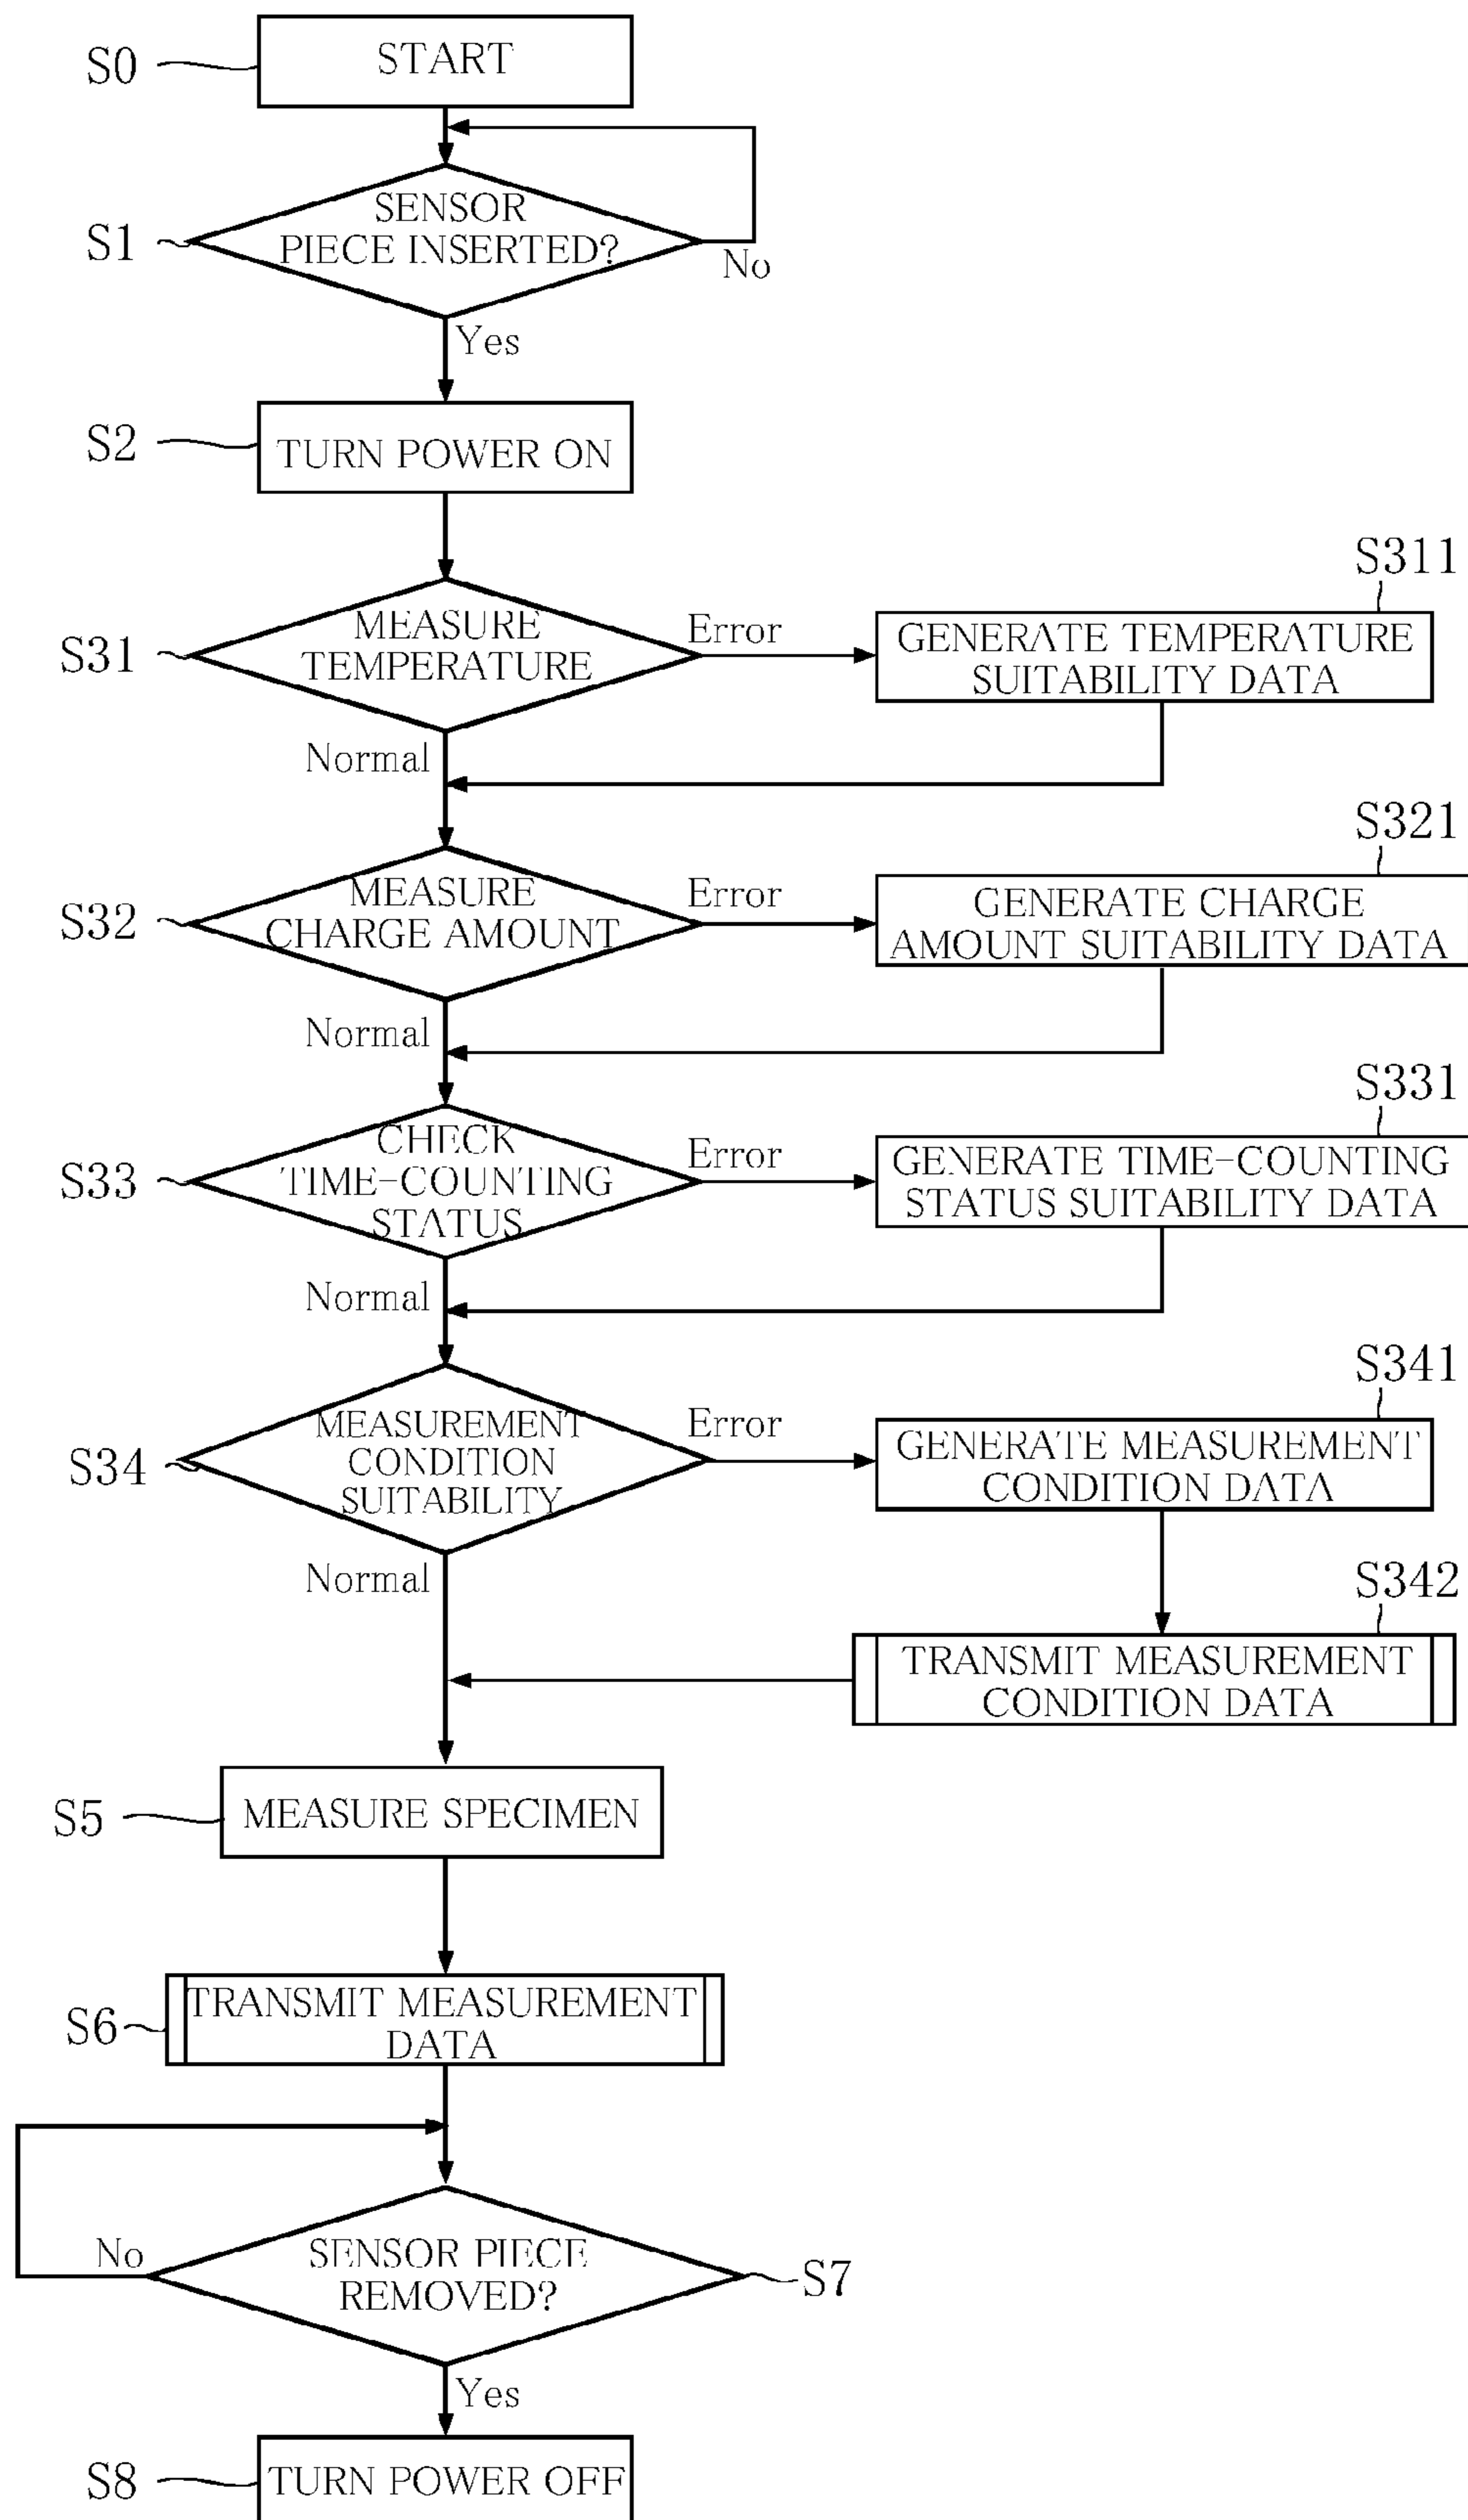 S0
START
S1
SENSOR
PIECE INSERTED?
No
Yes
S2
TURN POWER ON
S31
MEASURE
TEMPERATURE
Error
S311
GENERATE TEMPERATURE
SUITABILITY DATA
Normal
S32
MEASURE
CHARGE AMOUNT
Error
S321
GENERATE CHARGE
AMOUNT SUITABILITY DATA
Normal
S33
CHECK
TIME-COUNTING
STATUS
Error
S331
GENERATE TIME-COUNTING
STATUS SUITABILITY DATA
Normal
S34
MEASUREMENT
CONDITION
SUITABILITY
Error
S341
GENERATE MEASUREMENT
CONDITION DATA
Normal
S342
TRANSMIT MEASUREMENT
CONDITION DATA
S5
MEASURE SPECIMEN
S6
TRANSMIT MEASUREMENT
DATA
No
SENSOR PIECE
REMOVED?
S7
Yes
S8
TURN POWER OFF